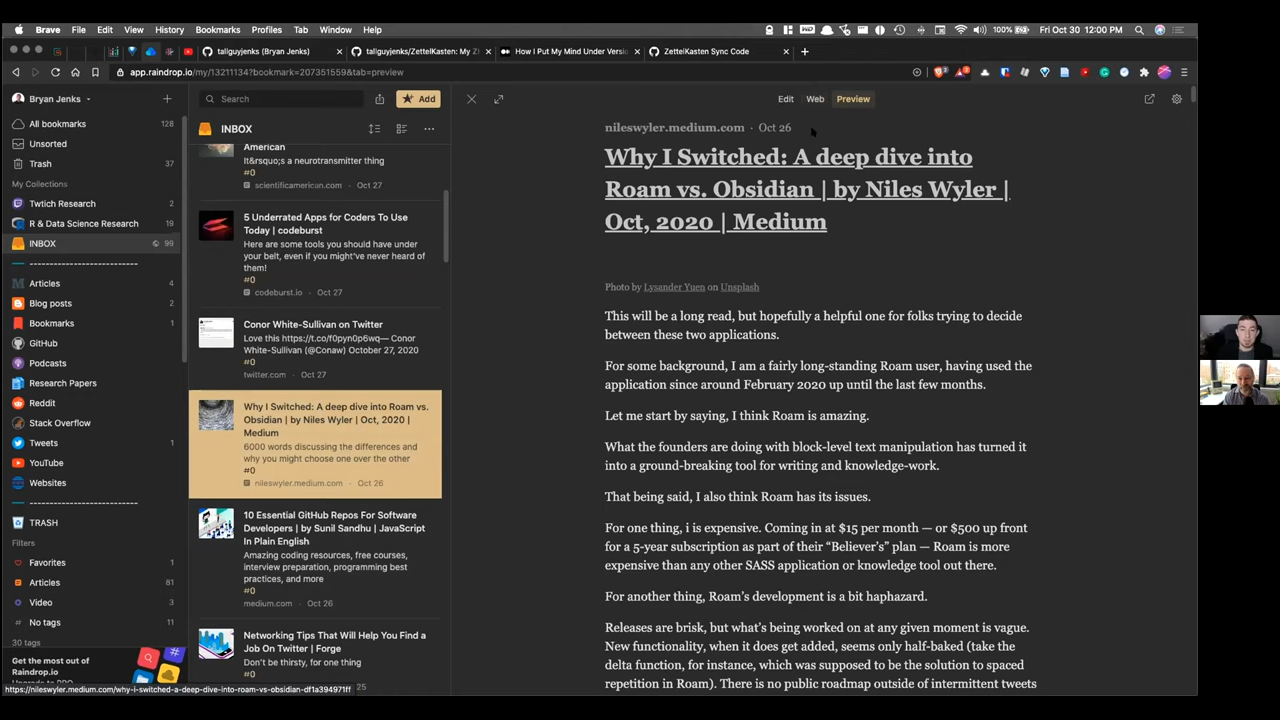 Brave File Edit View History Bookmarks Profiles Tab Window Help
100% Fri Oct 30 12:00 PM
tallguyjenks (Bryan Jenks)
tallguyjenks/ZettelKasten: My Z
How I Put My Mind Under Versio
ZettelKasten Sync Code
app.raindrop.io/my/13211134?bookmark=207351559&tab=preview
Bryan Jenks
All bookmarks 128
Unsorted
Trash 37
My Collections
Twtich Research
R & Data Science Research 19
INBOX 99
----------------------------
Articles 4
Blog posts 2
Bookmarks 1
GitHub
Podcasts
Research Papers
Reddit
Stack Overflow
Tweets 1
YouTube
Websites
----------------------------
TRASH
Filters
Favorites 1
Articles 81
Video 3
No tags 11
30 tags
Get the most out of
Raindrop.io
https://nileswyler.medium.com/why-i-switched-a-deep-dive-into-roam-vs-obsidian-df1a394971ff
Search
Add
INBOX
American
It&rsquo;s a neurotransmitter thing
#0
scientificamerican.com · Oct 27
5 Underrated Apps for Coders To Use
Today | codeburst
Here are some tools you should have under
your belt, even if you might've never heard of
them!
#0
codeburst.io · Oct 27
Conor White-Sullivan on Twitter
Love this https://t.co/f0pyn0p6wq— Conor
White-Sullivan (@Conaw) October 27, 2020
#0
twitter.com · Oct 27
Why I Switched: A deep dive into Roam vs.
Obsidian | by Niles Wyler | Oct, 2020 |
Medium
6000 words discussing the differences and
why you might choose one over the other
#0
nileswyler.medium.com · Oct 26
10 Essential GitHub Repos For Software
Developers | by Sunil Sandhu | JavaScript
In Plain English
Amazing coding resources, free courses,
interview preparation, programming best
practices, and more
#0
medium.com · Oct 26
Networking Tips That Will Help You Find a
Job On Twitter | Forge
Don't be thirsty, for one thing
#0
25
Edit Web Preview
nileswyler.medium.com · Oct 26
Why I Switched: A deep dive into
Roam vs. Obsidian | by Niles Wyler |
Oct, 2020 | Medium
Photo by Lysander Yuen on Unsplash
This will be a long read, but hopefully a helpful one for folks trying to decide
between these two applications.
For some background, I am a fairly long-standing Roam user, having used the
application since around February 2020 up until the last few months.
Let me start by saying, I think Roam is amazing.
What the founders are doing with block-level text manipulation has turned it
into a ground-breaking tool for writing and knowledge-work.
That being said, I also think Roam has its issues.
For one thing, i is expensive. Coming in at $15 per month — or $500 up front
for a 5-year subscription as part of their “Believer’s” plan — Roam is more
expensive than any other SASS application or knowledge tool out there.
For another thing, Roam’s development is a bit haphazard.
Releases are brisk, but what’s being worked on at any given moment is vague.
New functionality, when it does get added, seems only half-baked (take the
delta function, for instance, which was supposed to be the solution to spaced
repetition in Roam). There is no public roadmap outside of intermittent tweets